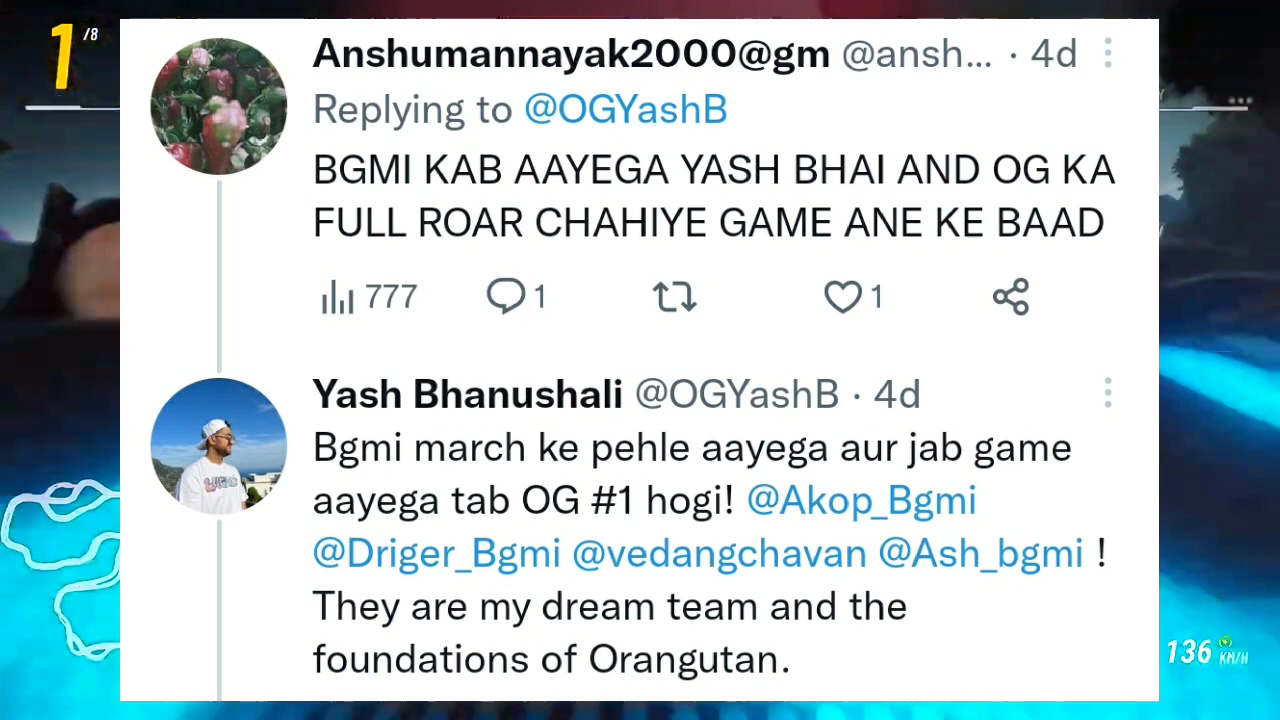 1/8
Anshumannayak2000@gm @ansh... · 4d
Replying to @OGYashB
BGMI KAB AAYEGA YASH BHAI AND OG KA
FULL ROAR CHAHIYE GAME ANE KE BAAD
777 1 1
Yash Bhanushali @OGYashB · 4d
Bgmi march ke pehle aayega aur jab game
aayega tab OG #1 hogi! @Akop_Bgmi
@Driger_Bgmi @vedangchavan @Ash_bgmi !
They are my dream team and the
foundations of Orangutan.
136 KM/H